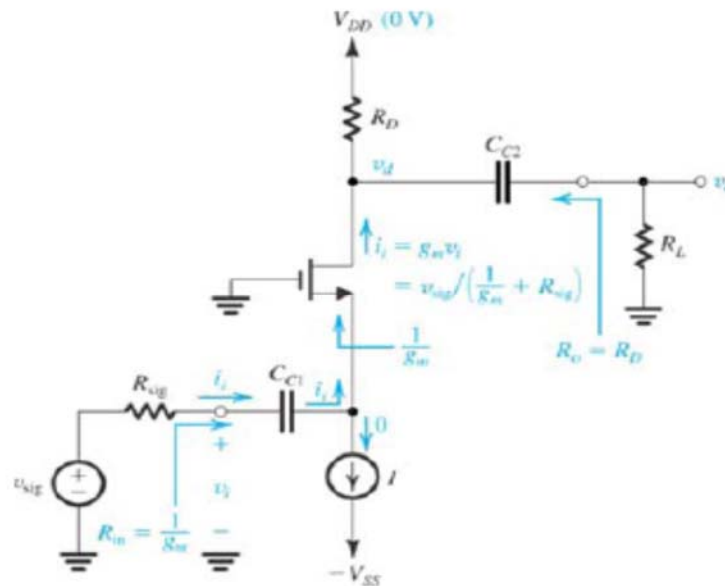 V_DD (0 V)
R_D
C_C2
v_d
i_i = g_m v_i
= v_sig/(1/g_m + R_sig)
R_L
1/g_m
R_o = R_D
R_sig
i_i
C_C1
i_i
0
+
v_sig
+
−
v_i
I
R_in = 1/g_m
−
−V_SS